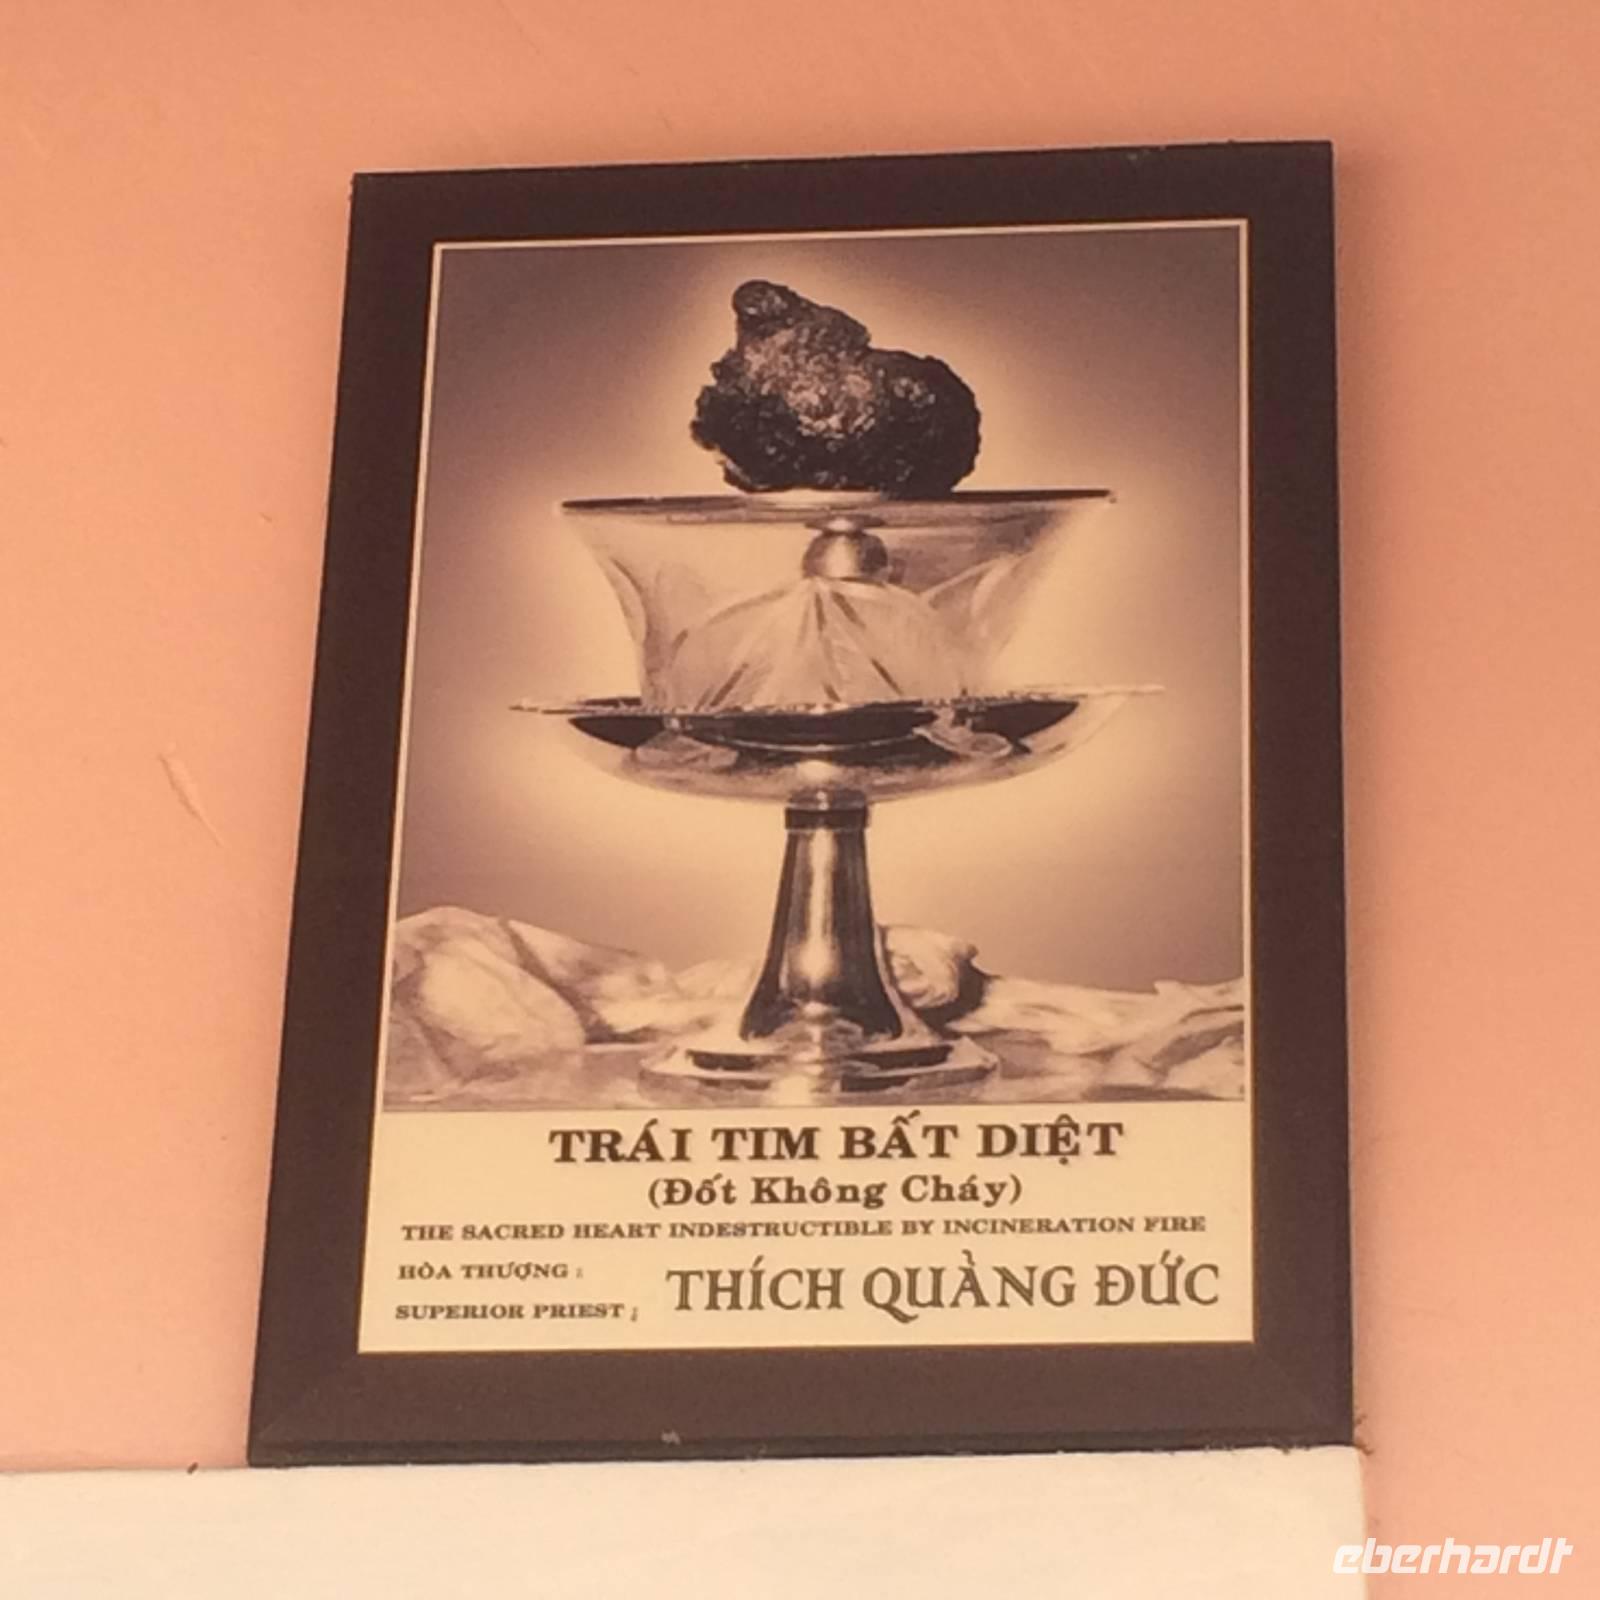 TRÁI TIM BẤT DIỆT
(Đốt Không Cháy)
THE SACRED HEART INDESTRUCTIBLE BY INCINERATION FIRE
HÒA THƯỢNG :
SUPERIOR PRIEST ;
THÍCH QUẢNG ĐỨC
eberhardt